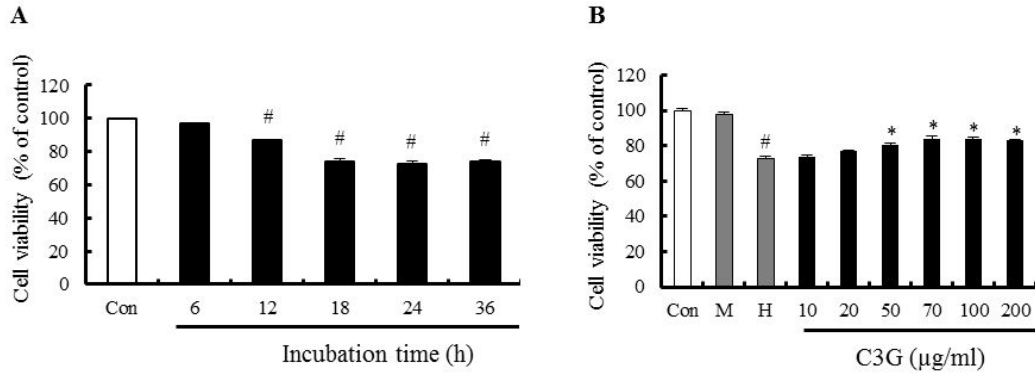 A
Cell viability (% of control)
120
100
80
60
40
20
0
#
#
#
#
Con 6 12 18 24 36
Incubation time (h)
B
Cell viability (% of control)
120
100
80
60
40
20
0
#
*
*
*
*
Con M H 10 20 50 70 100 200
C3G (µg/ml)